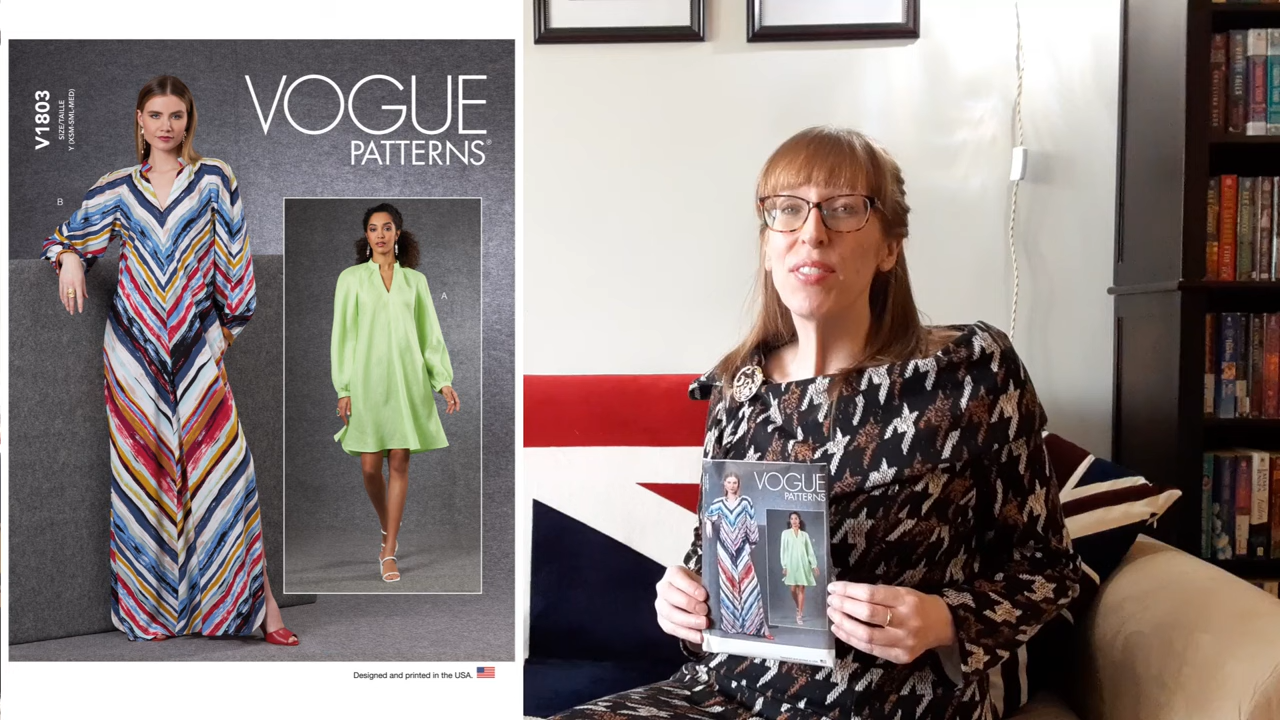 V1803
SIZE/TAILLE
Y (XSM-SML-MED)
VOGUE
PATTERNS®
B
A
Designed and printed in the USA.
VOGUE
PATTERNS